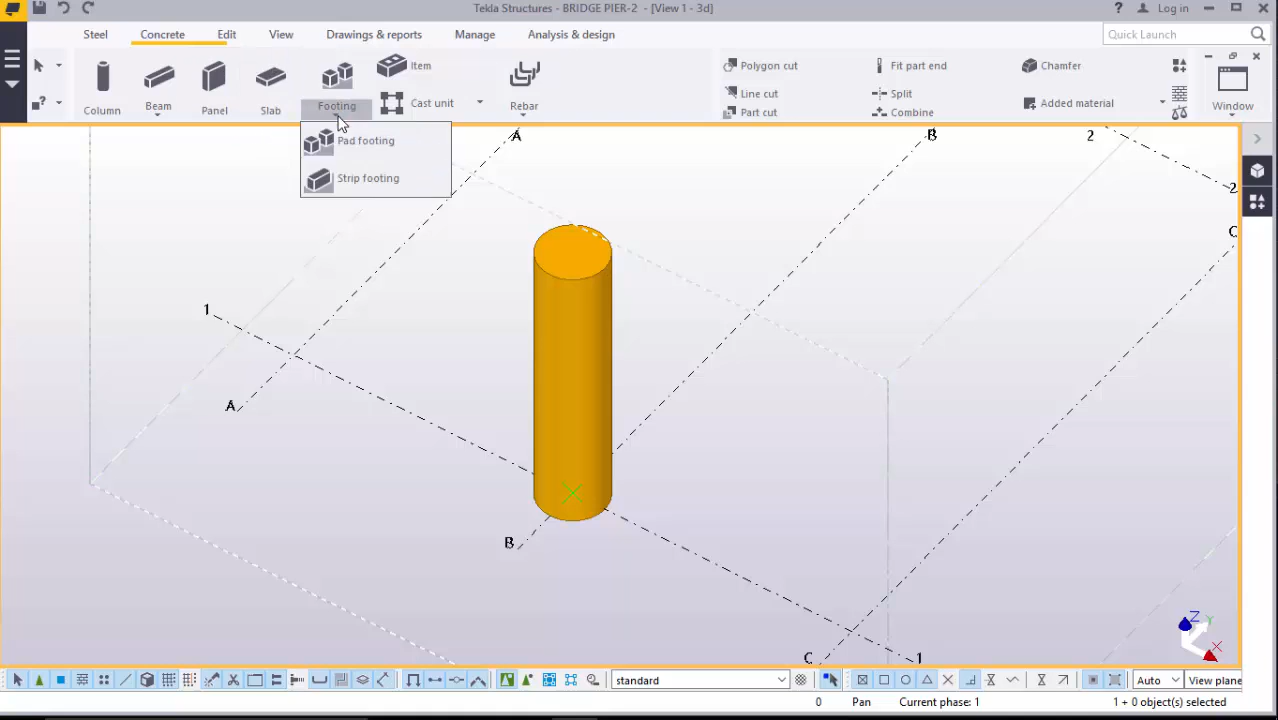 Tekla Structures - BRIDGE PIER-2 - [View 1 - 3d]
? Log in
Steel Concrete Edit View Drawings & reports Manage Analysis & design Quick Launch
Item Polygon cut Fit part end Chamfer
Line cut Split
Column Beam Panel Slab Footing Cast unit Rebar Added material Window
Part cut Combine
Pad footing
Strip footing
A B 2
2
C
1
A
B
C 1
Z Y
X
standard Auto View plane
0 Pan Current phase: 1 1 + 0 object(s) selected